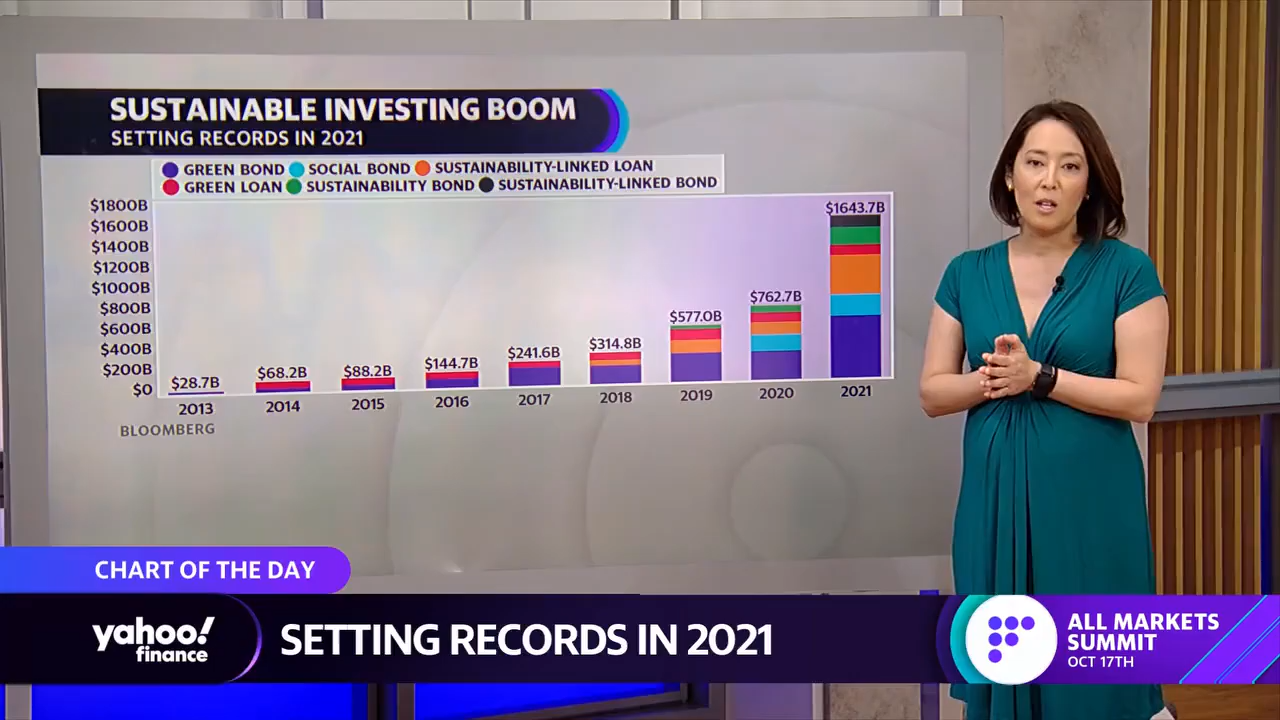 SUSTAINABLE INVESTING BOOM
SETTING RECORDS IN 2021
GREEN BOND SOCIAL BOND SUSTAINABILITY-LINKED LOAN
GREEN LOAN SUSTAINABILITY BOND SUSTAINABILITY-LINKED BOND
$1800B
$1600B
$1400B
$1200B
$1000B
$800B
$600B
$400B
$200B
$0
$28.7B
$68.2B
$88.2B
$144.7B
$241.6B
$314.8B
$577.0B
$762.7B
$1643.7B
2013 2014 2015 2016 2017 2018 2019 2020 2021
BLOOMBERG
CHART OF THE DAY
yahoo!
finance
SETTING RECORDS IN 2021
ALL MARKETS
SUMMIT
OCT 17TH